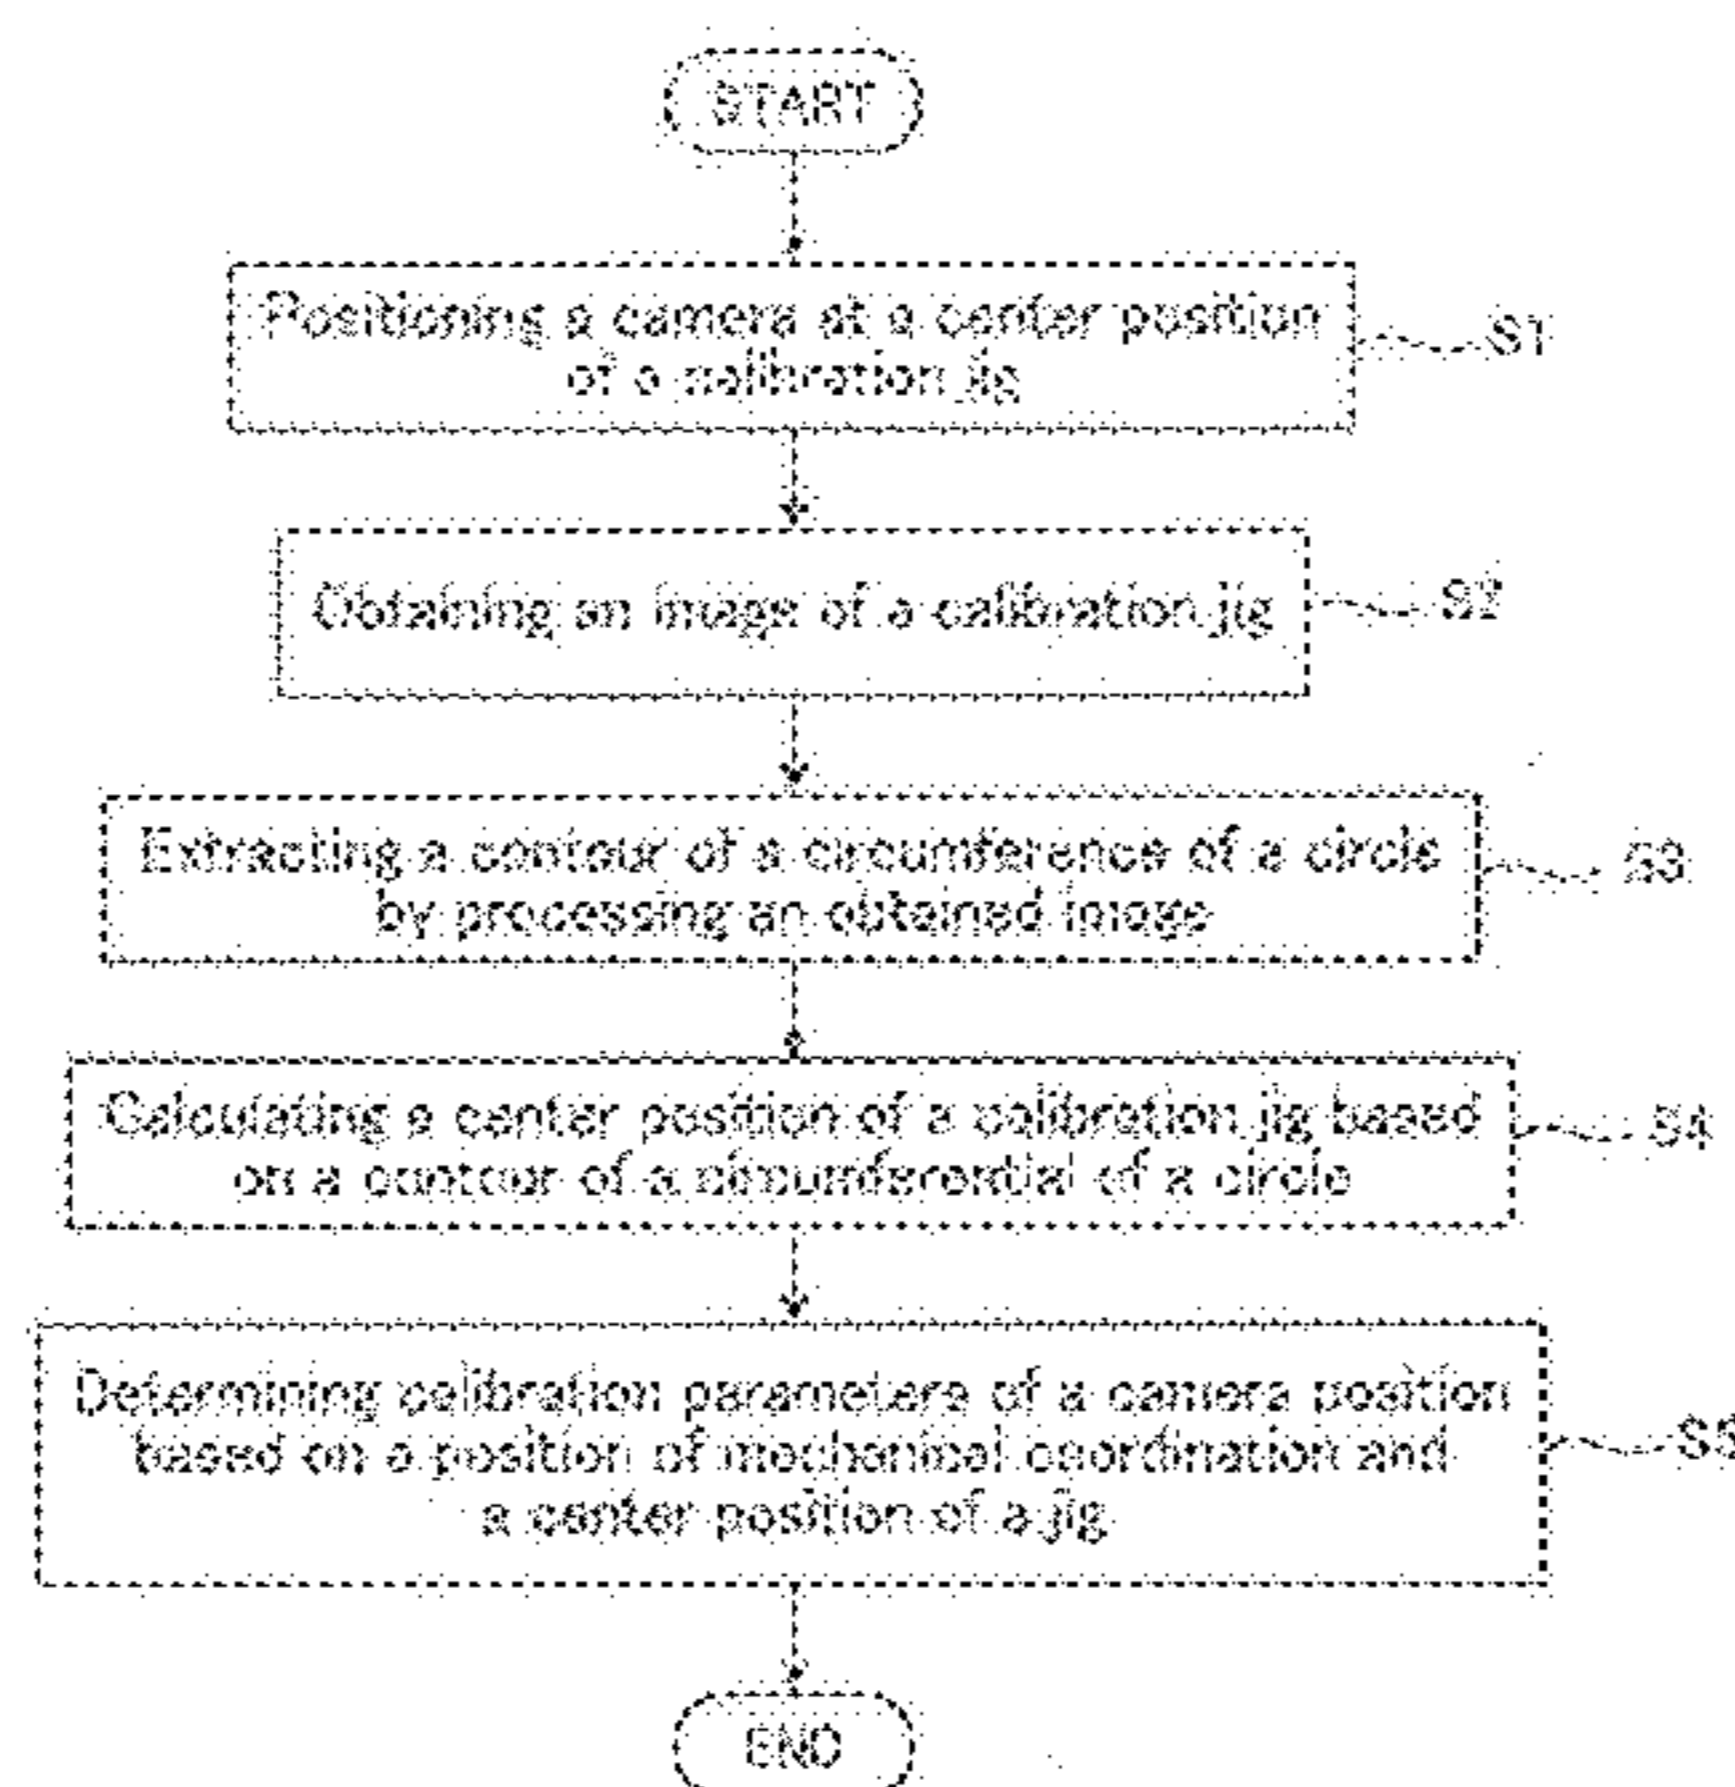 START
Positioning a camera at a center position
of a calibration jig
S1
Obtaining an image of a calibration jig
S2
Extracting a contour of a circumference of a circle
by processing an obtained image
S3
Calculating a center position of a calibration jig based
on a contour of a circumferential of a circle
S4
Determining calibration parameters of a camera position
based on a position of mechanical coordination and
a center position of a jig
S5
END